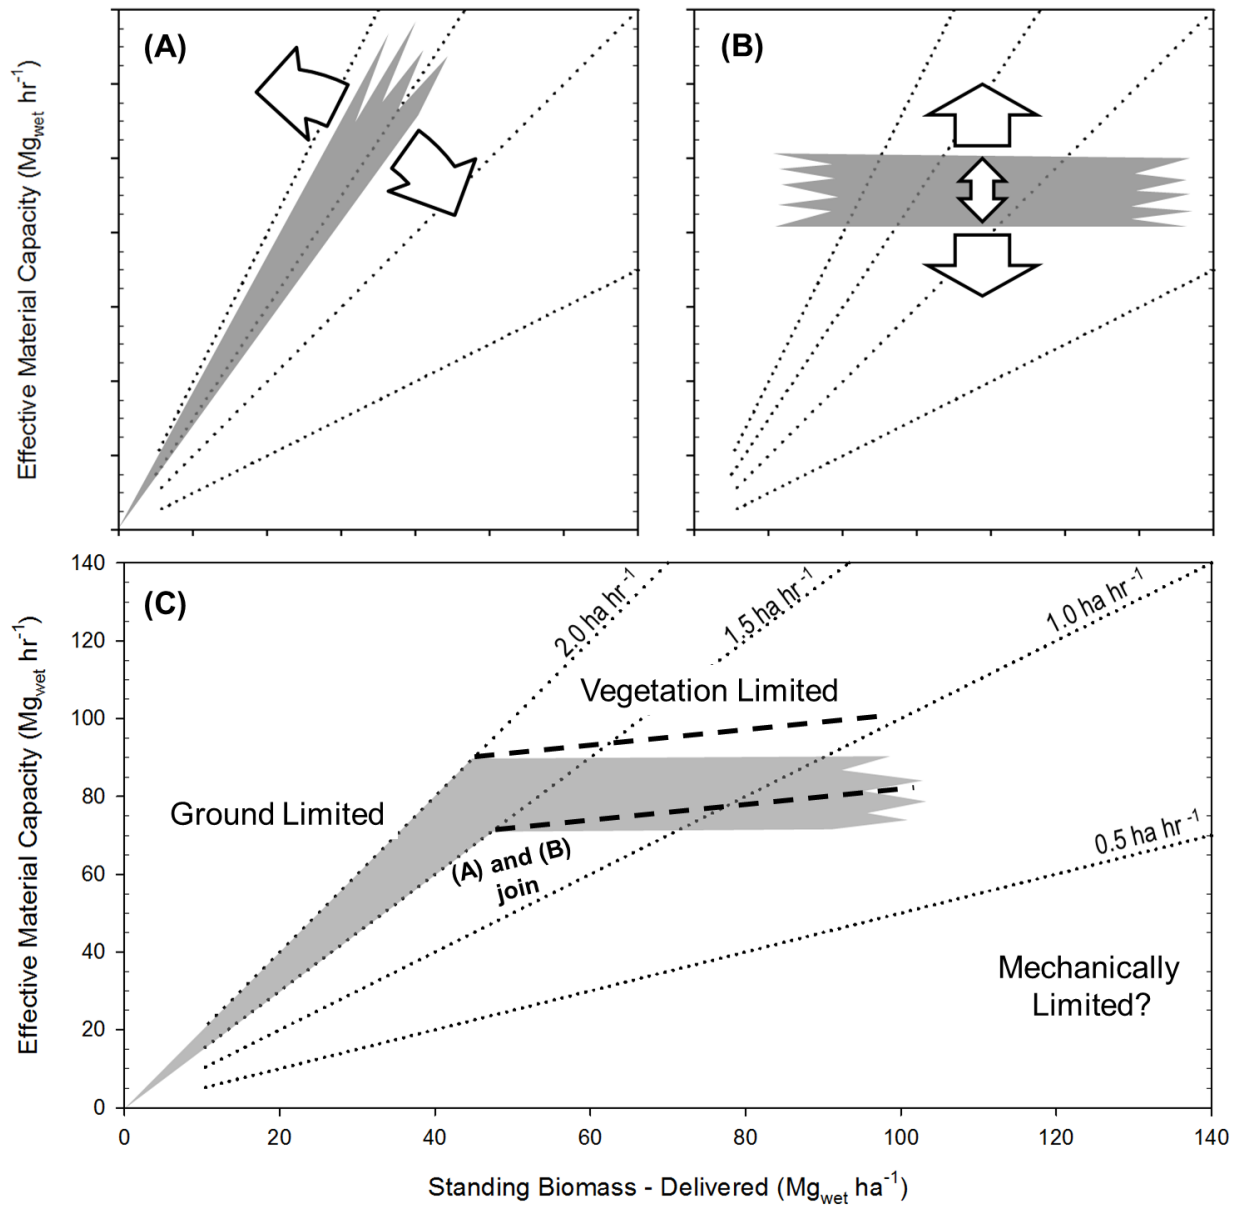 (A)
(B)
Effective Material Capacity (Mg_wet hr^-1)
(C)
140
120
100
80
60
40
20
0
Effective Material Capacity (Mg_wet hr^-1)
2.0 ha hr^-1
1.5 ha hr^-1
1.0 ha hr^-1
0.5 ha hr^-1
Vegetation Limited
Ground Limited
(A) and (B)
join
Mechanically
Limited?
0 20 40 60 80 100 120 140
Standing Biomass - Delivered (Mg_wet ha^-1)